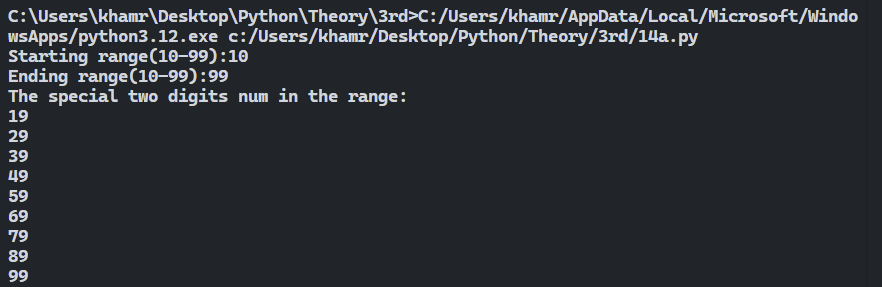 C:\Users\khamr\Desktop\Python\Theory\3rd>C:/Users/khamr/AppData/Local/Microsoft/Windo
wsApps/python3.12.exe c:/Users/khamr/Desktop/Python/Theory/3rd/14a.py
Starting range(10-99):10
Ending range(10-99):99
The special two digits num in the range:
19
29
39
49
59
69
79
89
99